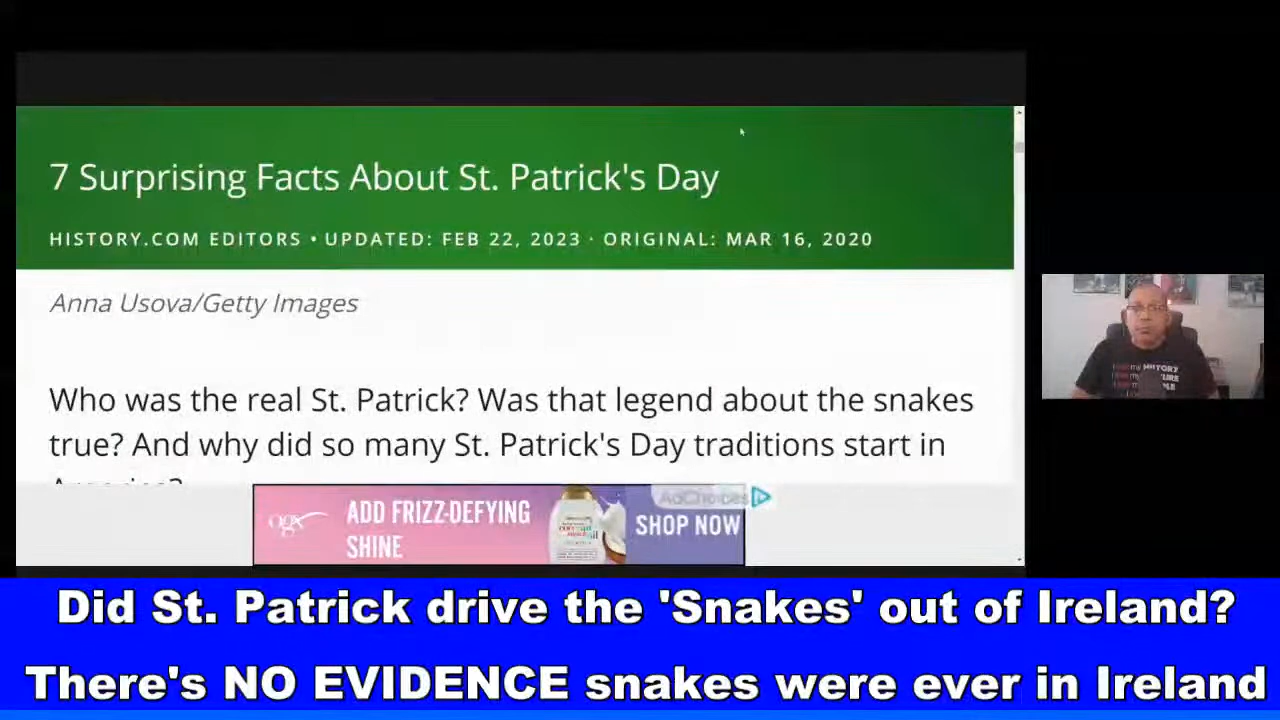 7 Surprising Facts About St. Patrick's Day
HISTORY.COM EDITORS • UPDATED: FEB 22, 2023 · ORIGINAL: MAR 16, 2020
Anna Usova/Getty Images
Who was the real St. Patrick? Was that legend about the snakes
true? And why did so many St. Patrick's Day traditions start in
ogx
ADD FRIZZ-DEFYING
SHINE
SHOP NOW
AdChoices
HISTORY
Did St. Patrick drive the 'Snakes' out of Ireland?
There's NO EVIDENCE snakes were ever in Ireland